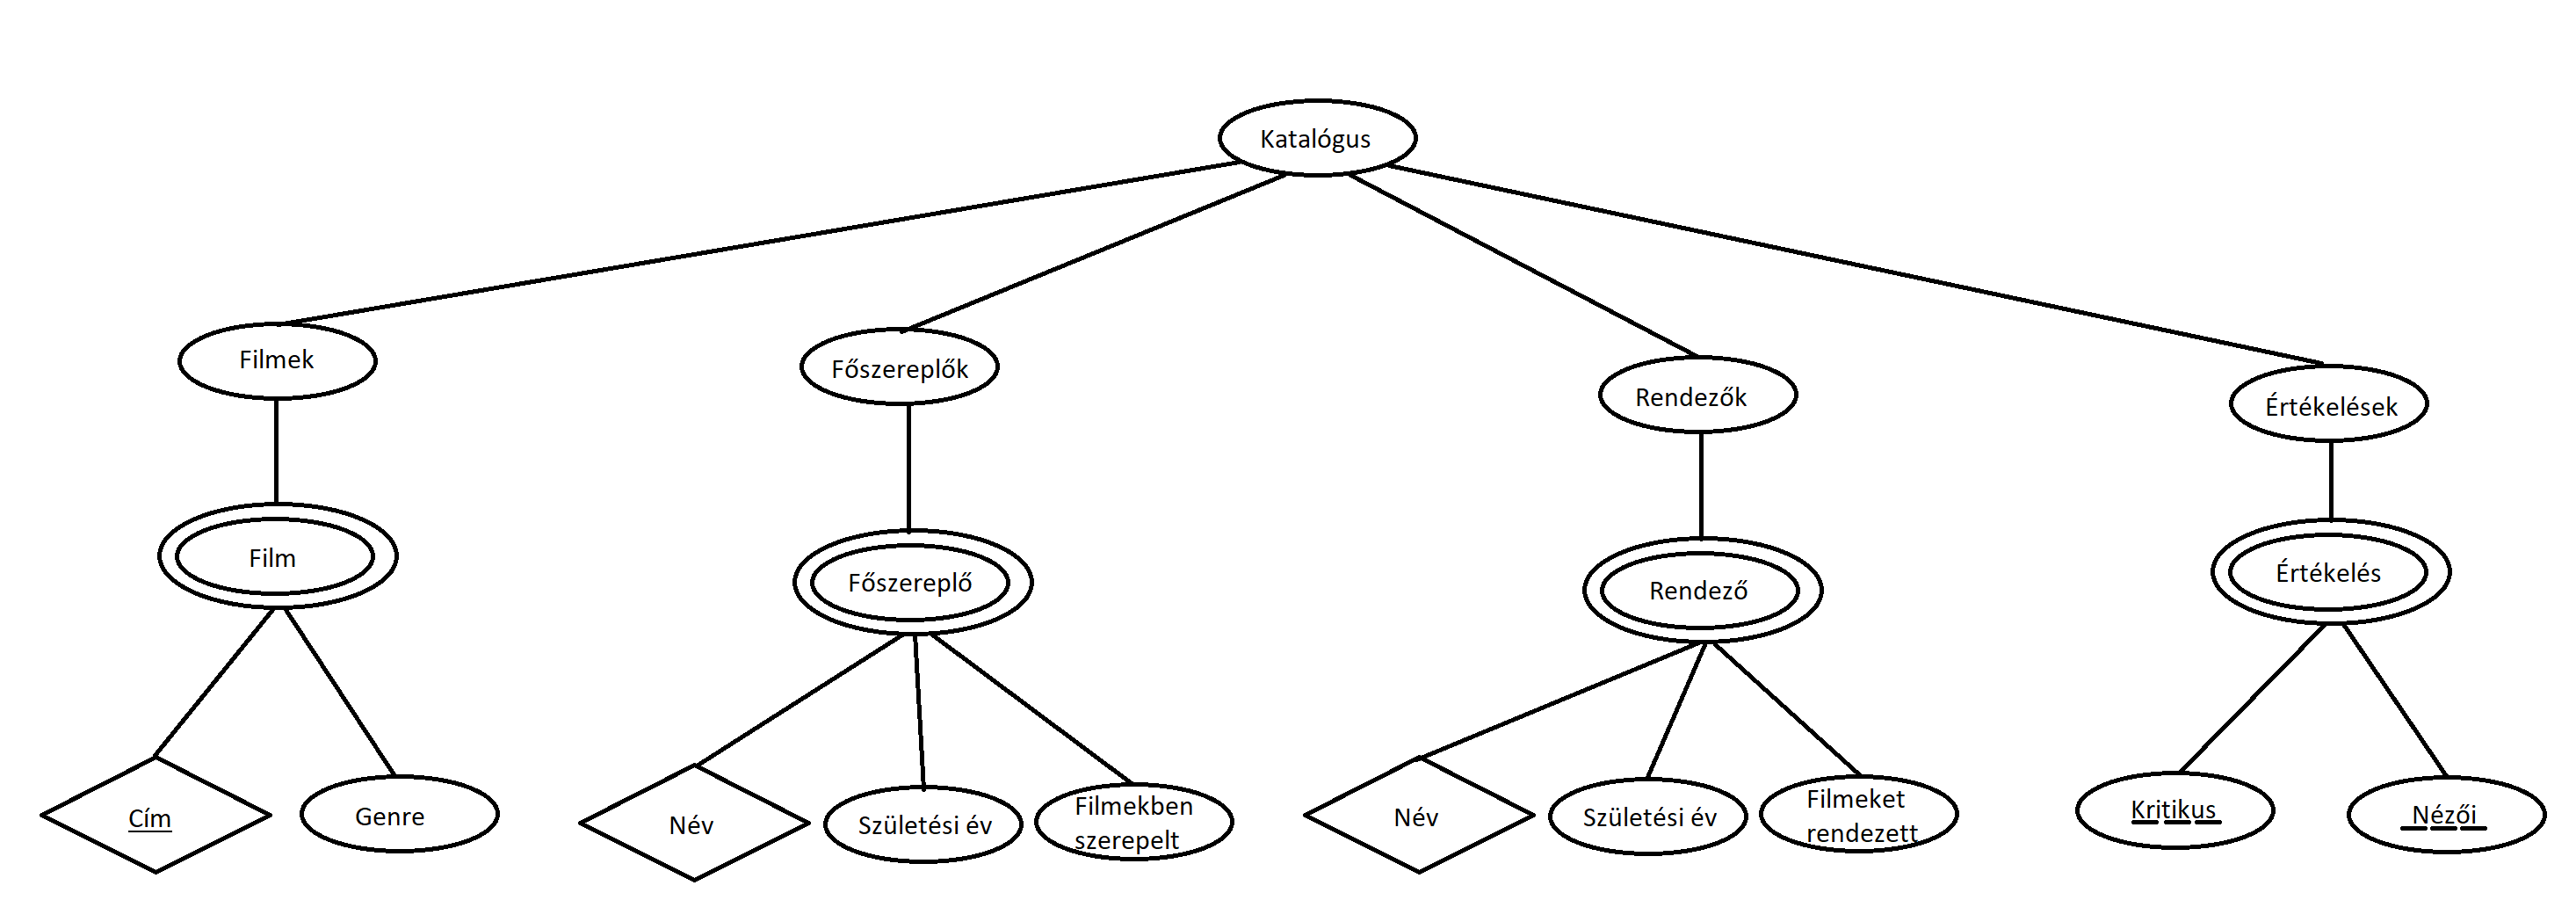 Katalógus
Filmek
Főszereplők
Rendezők
Értékelések
Film
Főszereplő
Rendező
Értékelés
Cím
Genre
Név
Születési év
Filmekben
szerepelt
Név
Születési év
Filmeket
rendezett
Kritikus
Nézői